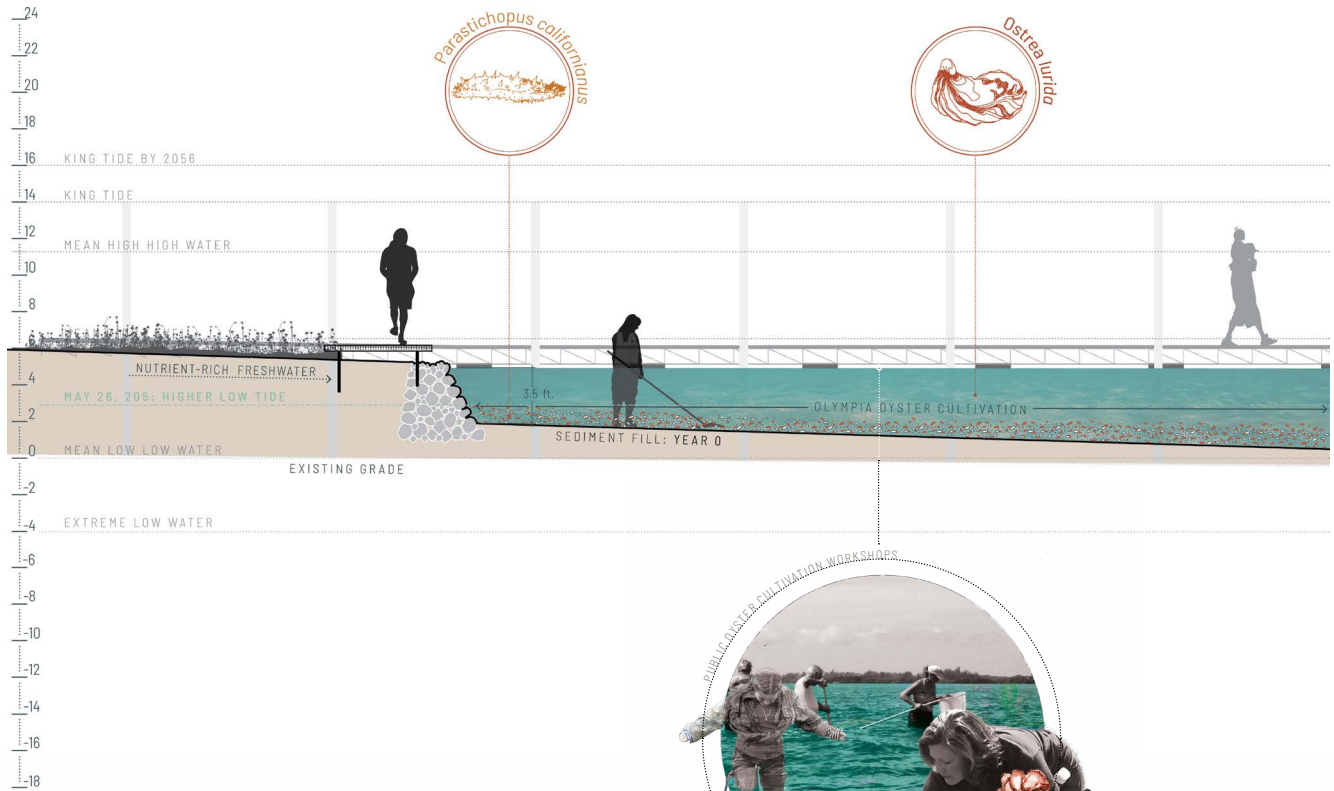 24
22
20
18
16
14
12
10
8
6
4
2
0
-2
-4
-6
-8
-10
-12
-14
-16
-18
Parastichopus californianus
Ostrea lurida
KING TIDE BY 2056
KING TIDE
MEAN HIGH HIGH WATER
NUTRIENT-RICH FRESHWATER
MAY 26, 205: HIGHER LOW TIDE
3.5 ft.
OLYMPIA OYSTER CULTIVATION
SEDIMENT FILL: YEAR 0
MEAN LOW LOW WATER
EXISTING GRADE
EXTREME LOW WATER
PUBLIC OYSTER CULTIVATION WORKSHOPS